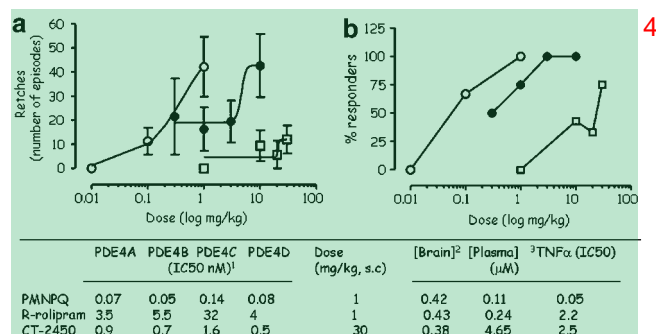 a
b
4
60
50
40
30
20
10
0
Retches
(number of episodes)
0.01 0.1 1 10 100
Dose (log mg/kg)
125
100
75
50
25
0
% responders
0.01 0.1 1 10 100
Dose (log mg/kg)
PDE4A PDE4B PDE4C PDE4D Dose [Brain]² [Plasma] ³TNFα (IC50)
(IC50 nM)¹ (mg/kg, s.c) (μM)
PMNPQ 0.07 0.05 0.14 0.08 1 0.42 0.11 0.05
R-rolipram 3.5 5.5 32 4 1 0.43 0.24 2.2
CT-2450 0.9 0.7 1.6 0.5 30 0.38 4.65 2.5